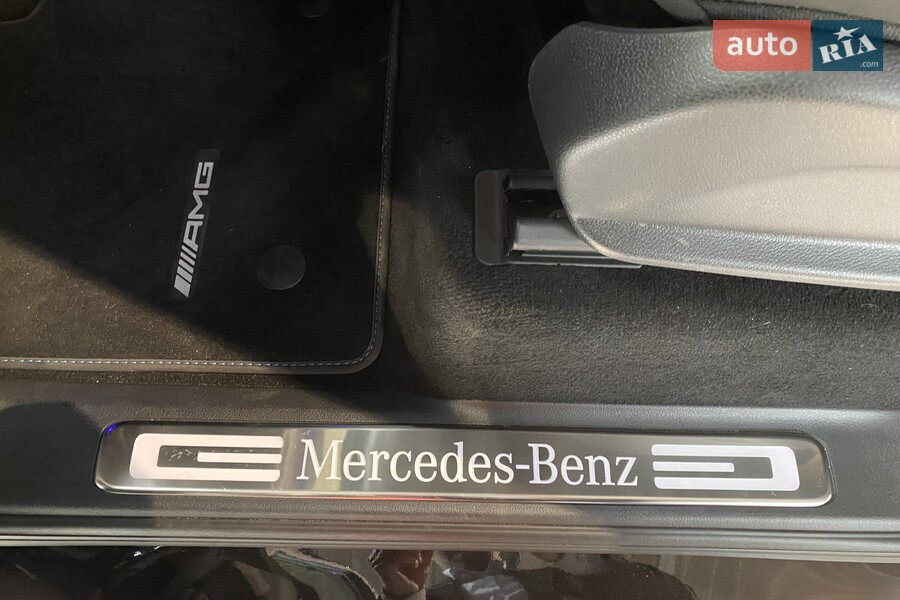 auto RIA
.com
AMG
Mercedes-Benz